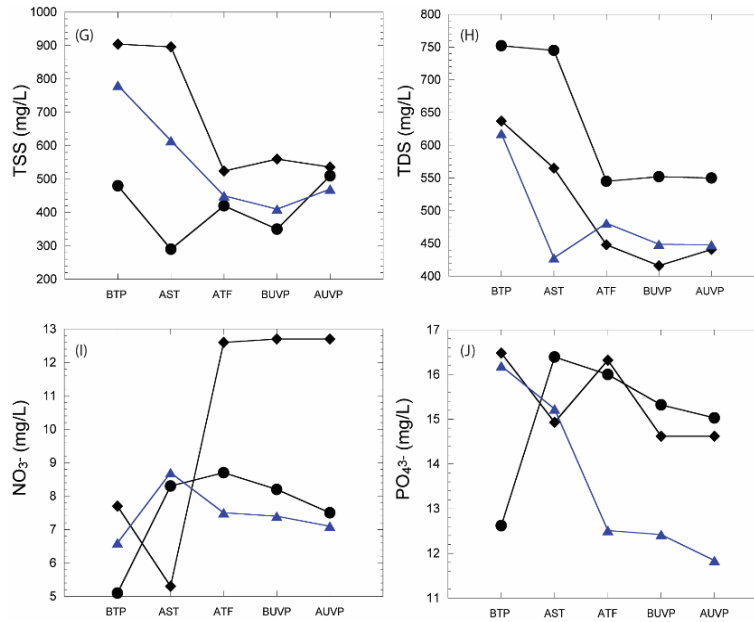 (G)
TSS (mg/L)
1000
900
800
700
600
500
400
300
200
BTP AST ATF BUVP AUVP
(H)
TDS (mg/L)
800
750
700
650
600
550
500
450
400
BTP AST ATF BUVP AUVP
(I)
NO₃⁻ (mg/L)
13
12
11
10
9
8
7
6
5
BTP AST ATF BUVP AUVP
(J)
PO₄³⁻ (mg/L)
17
16
15
14
13
12
11
BTP AST ATF BUVP AUVP